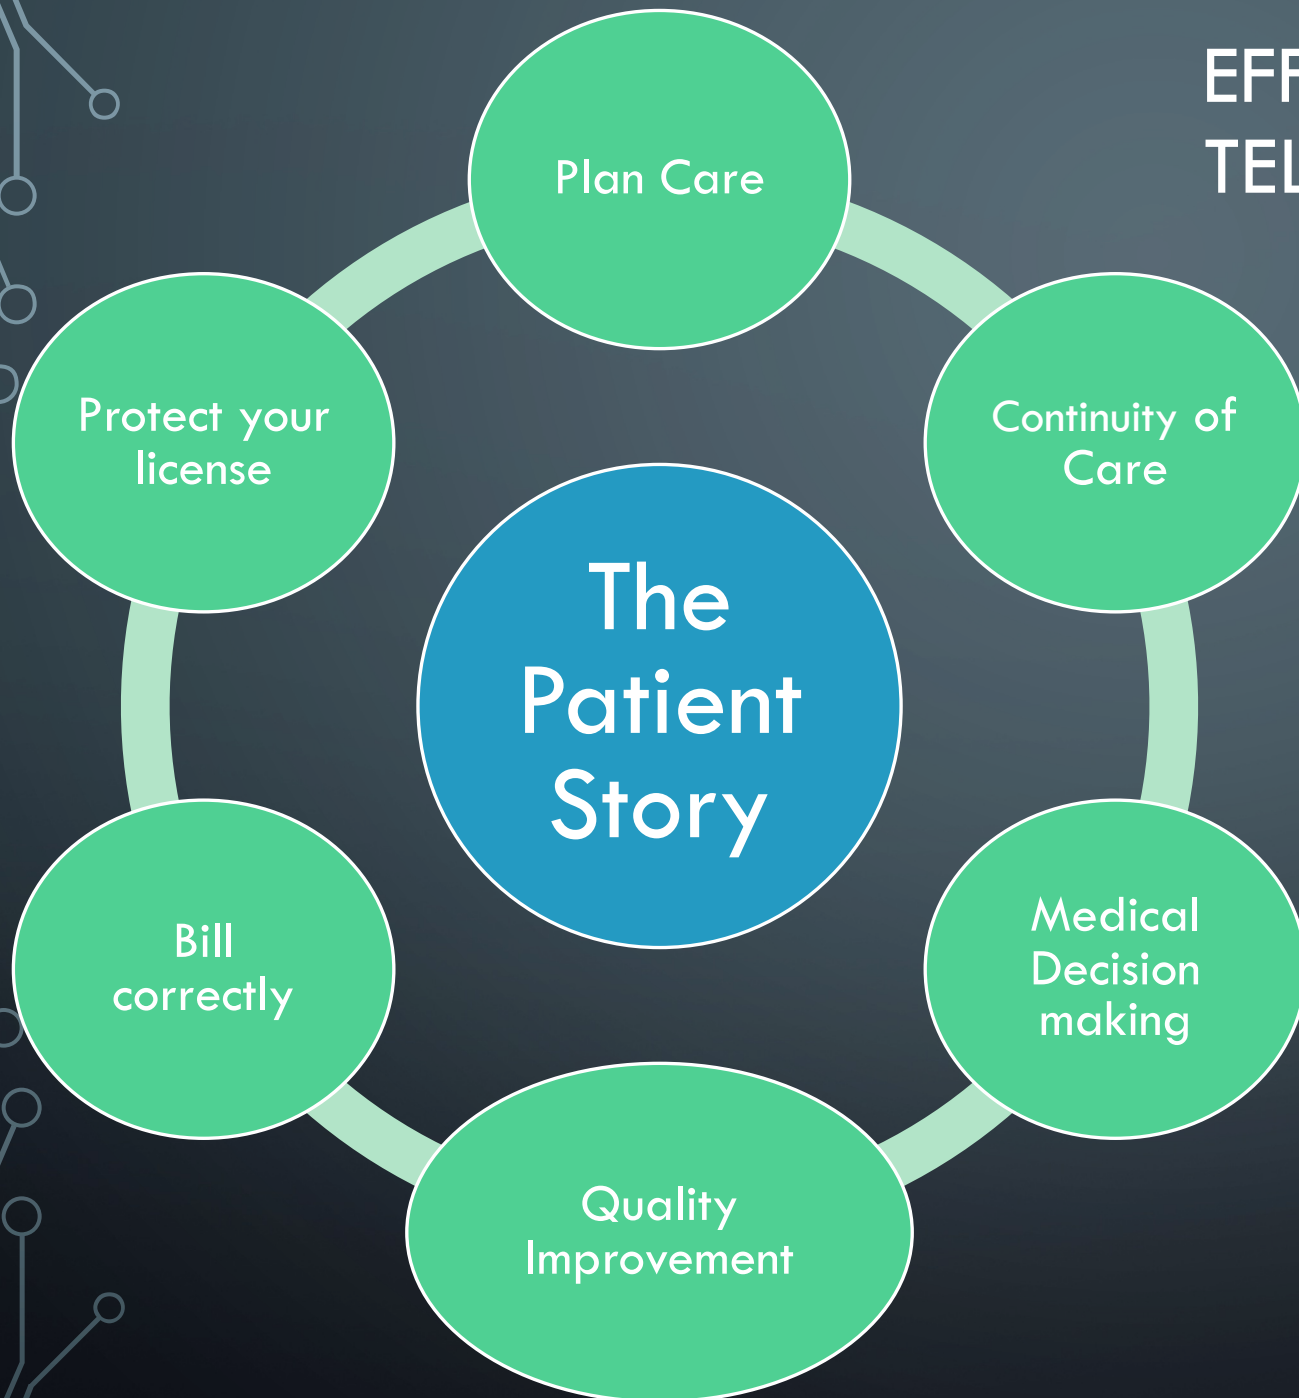 Plan Care
Continuity of
Care
Medical
Decision
making
Quality
Improvement
Bill
correctly
Protect your
license
The
Patient
Story